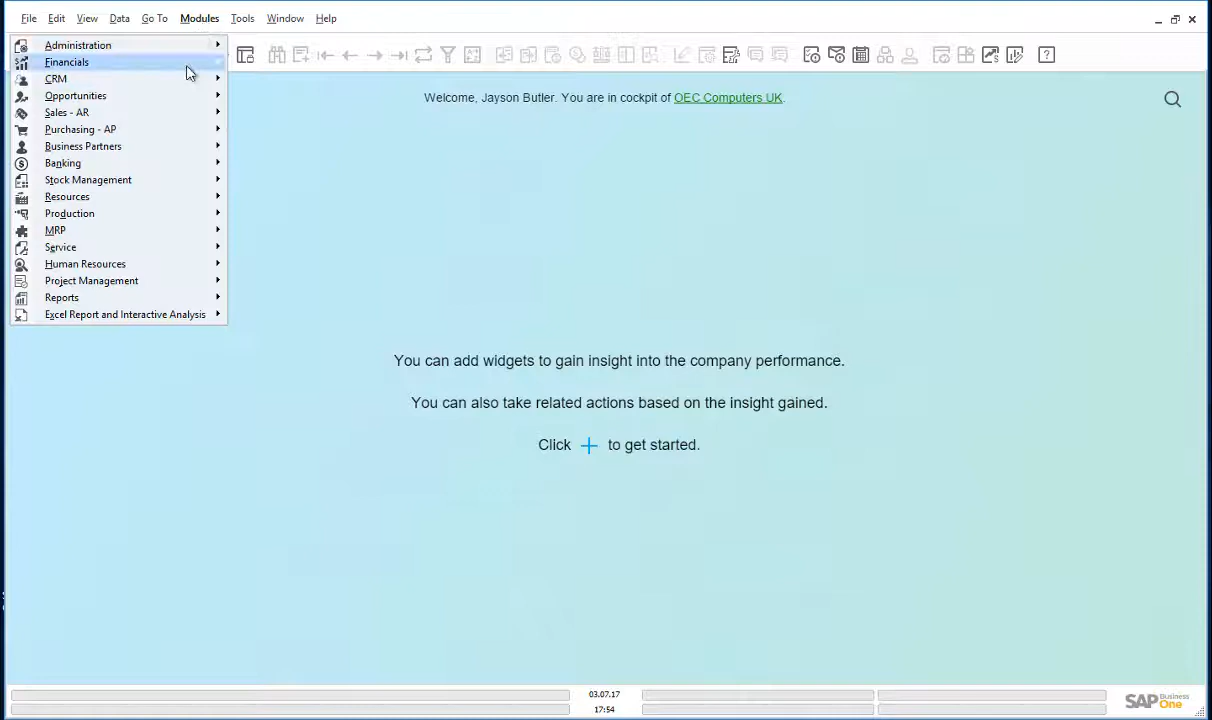 File Edit View Data Go To Modules Tools Window Help
Administration
Financials
CRM
Opportunities
Sales - AR
Purchasing - AP
Business Partners
Banking
Stock Management
Resources
Production
MRP
Service
Human Resources
Project Management
Reports
Excel Report and Interactive Analysis
Welcome, Jayson Butler. You are in cockpit of OEC Computers UK.
You can add widgets to gain insight into the company performance.
You can also take related actions based on the insight gained.
Click + to get started.
03.07.17
17:54
SAP Business One